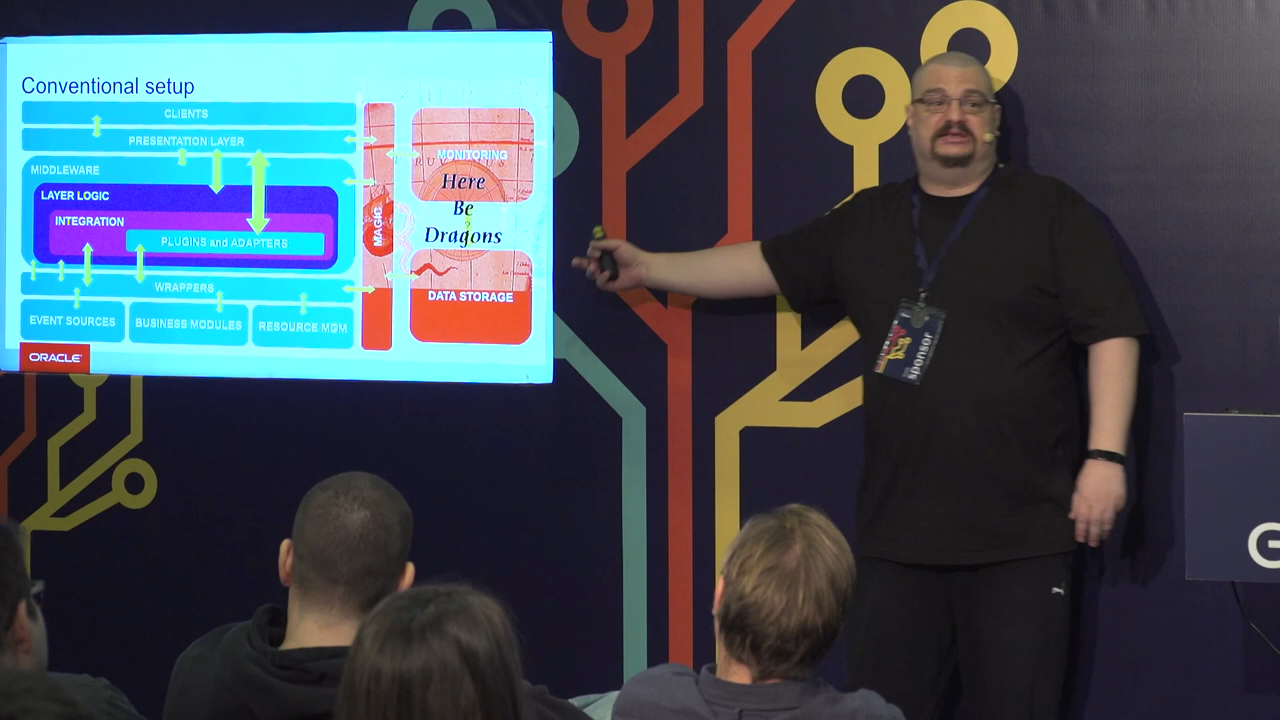 Conventional setup
CLIENTS
PRESENTATION LAYER
MIDDLEWARE
LAYER LOGIC
INTEGRATION
PLUGINS and ADAPTERS
WRAPPERS
EVENT SOURCES
BUSINESS MODULES
RESOURCE MGM
MAGIC
MONITORING
Here
Be
Dragons
DATA STORAGE
ORACLE
sponsor